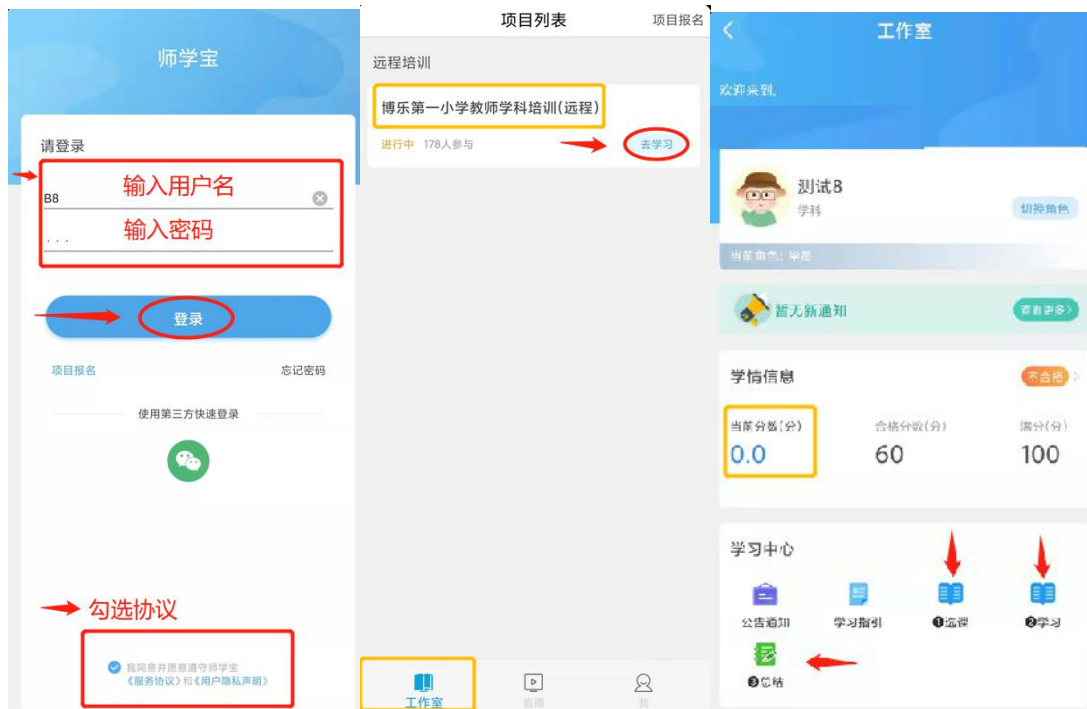 师学宝
请登录
B8
输入用户名
...
输入密码
登录
项目报名
忘记密码
使用第三方快速登录
勾选协议
我同意并愿意遵守师学宝
《服务协议》和《用户隐私声明》
项目列表
项目报名
远程培训
博乐第一小学教师学科培训(远程)
进行中 178人参与
去学习
工作室
直播
我
工作室
欢迎来到,
测试8
学科
切换角色
当前角色：学员
暂无新通知
查看更多>
学情信息
不合格 >
当前分数(分)
合格分数(分)
满分(分)
0.0
60
100
学习中心
公告通知
学习指引
❶选课
❷学习
❸总结